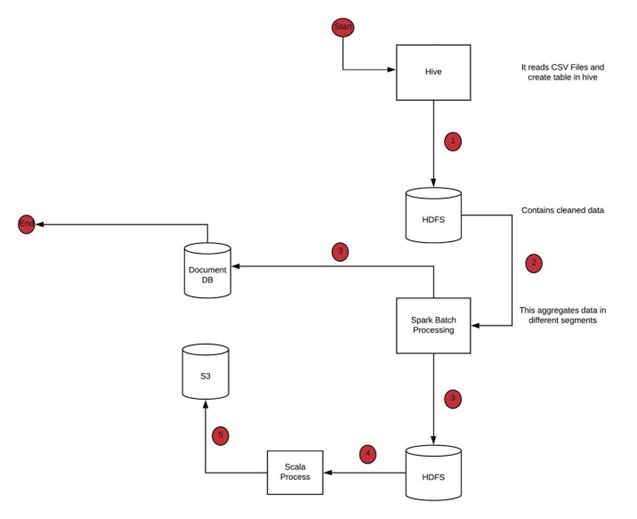 Start
Hive
It reads CSV Files and
create table in hive
1
HDFS
Contains cleaned data
End
3
2
Document
DB
Spark Batch
Processing
This aggregates data in
different segments
S3
3
5
4
Scala
Process
HDFS